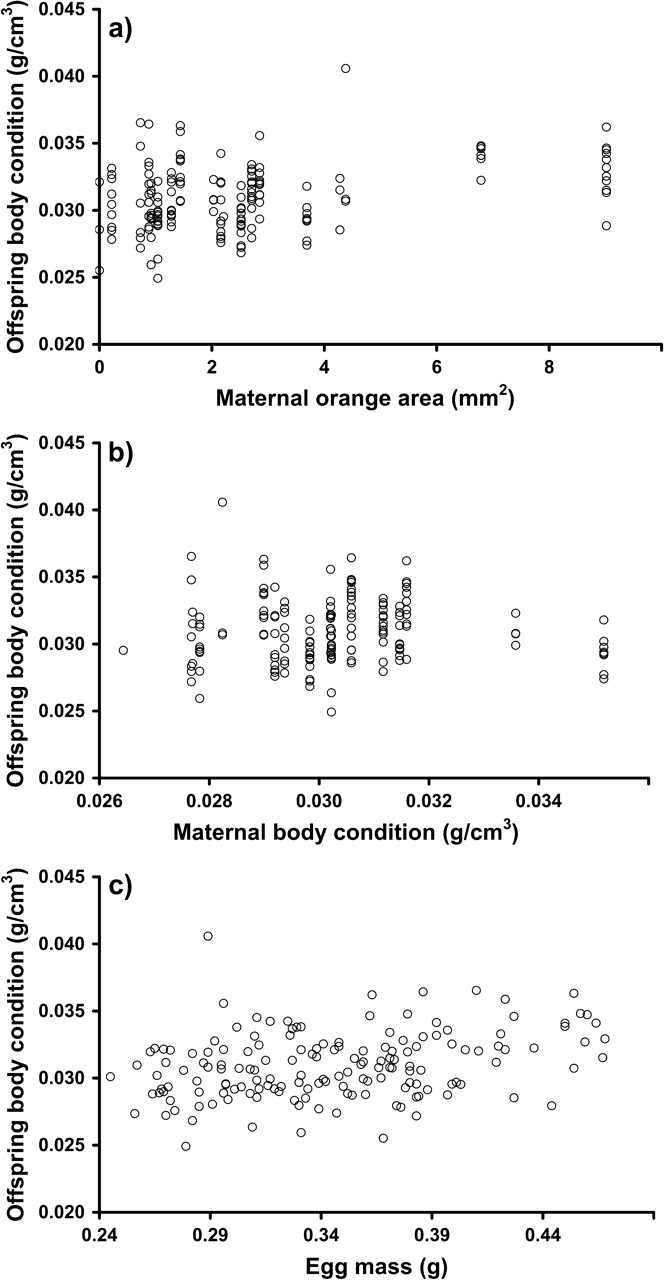 a)
0.045
0.040
0.035
0.030
0.025
0.020
Offspring body condition (g/cm³)
0 2 4 6 8
Maternal orange area (mm²)
b)
0.045
0.040
0.035
0.030
0.025
0.020
Offspring body condition (g/cm³)
0.026 0.028 0.030 0.032 0.034
Maternal body condition (g/cm³)
c)
0.045
0.040
0.035
0.030
0.025
0.020
Offspring body condition (g/cm³)
0.24 0.29 0.34 0.39 0.44
Egg mass (g)